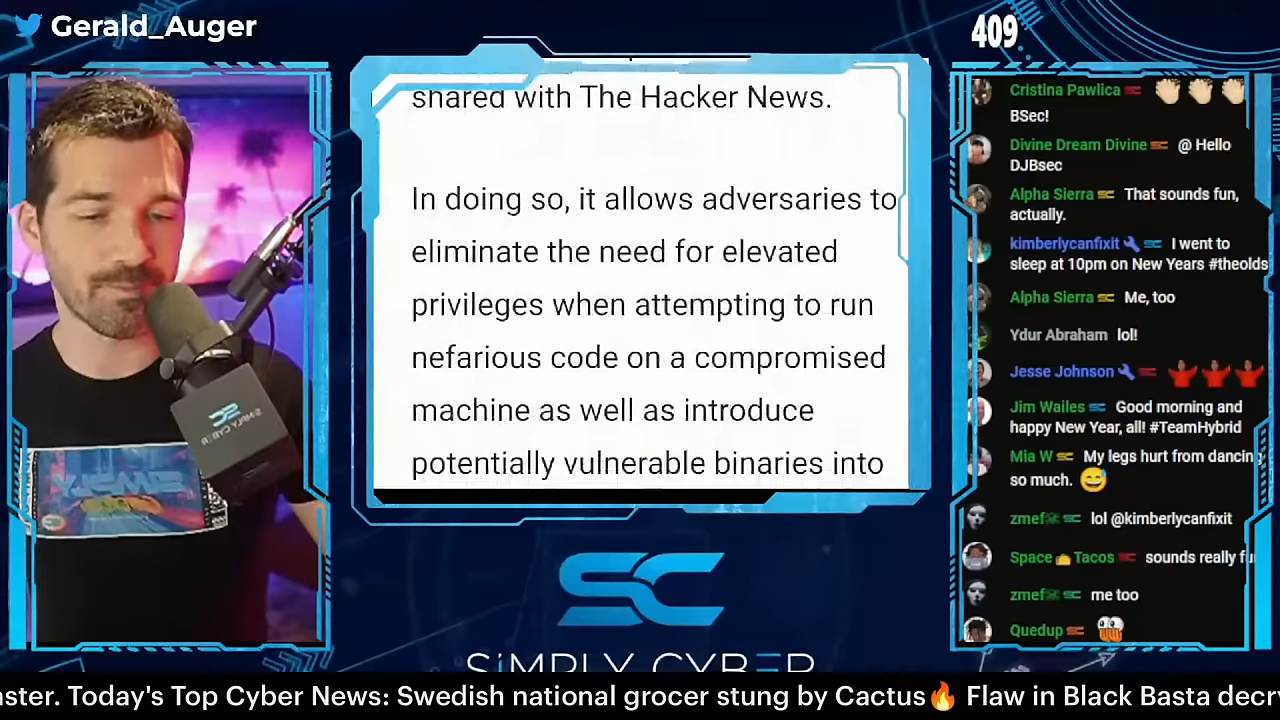 Gerald_Auger
409
shared with The Hacker News.
In doing so, it allows adversaries to
eliminate the need for elevated
privileges when attempting to run
nefarious code on a compromised
machine as well as introduce
potentially vulnerable binaries into
Cristina Pawlica 👏🏻 👏🏻 👏🏻
BSec!
Divine Dream Divine @ Hello
DJBsec
Alpha Sierra That sounds fun,
actually.
kimberlycanfixit I went to
sleep at 10pm on New Years #theolds
Alpha Sierra Me, too
Ydur Abraham lol!
Jesse Johnson
Jim Wailes Good morning and
happy New Year, all! #TeamHybrid
Mia W My legs hurt from dancing
so much. 😅
zmef lol @kimberlycanfixit
Space Tacos sounds really fu
zmef me too
Quedup
SC
SIMPLY CYBER
aster. Today's Top Cyber News: Swedish national grocer stung by Cactus🔥 Flaw in Black Basta decry